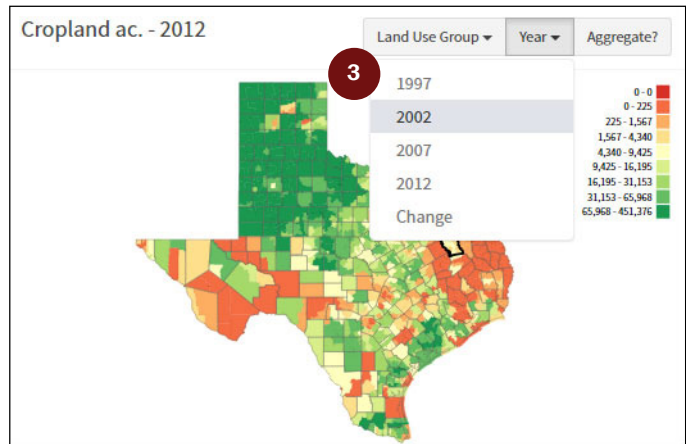 Cropland ac. - 2012
Land Use Group
Year
Aggregate?
3
1997
2002
2007
2012
Change
0 - 0
0 - 225
225 - 1,567
1,567 - 4,340
4,340 - 9,425
9,425 - 16,195
16,195 - 31,153
31,153 - 65,968
65,968 - 451,376